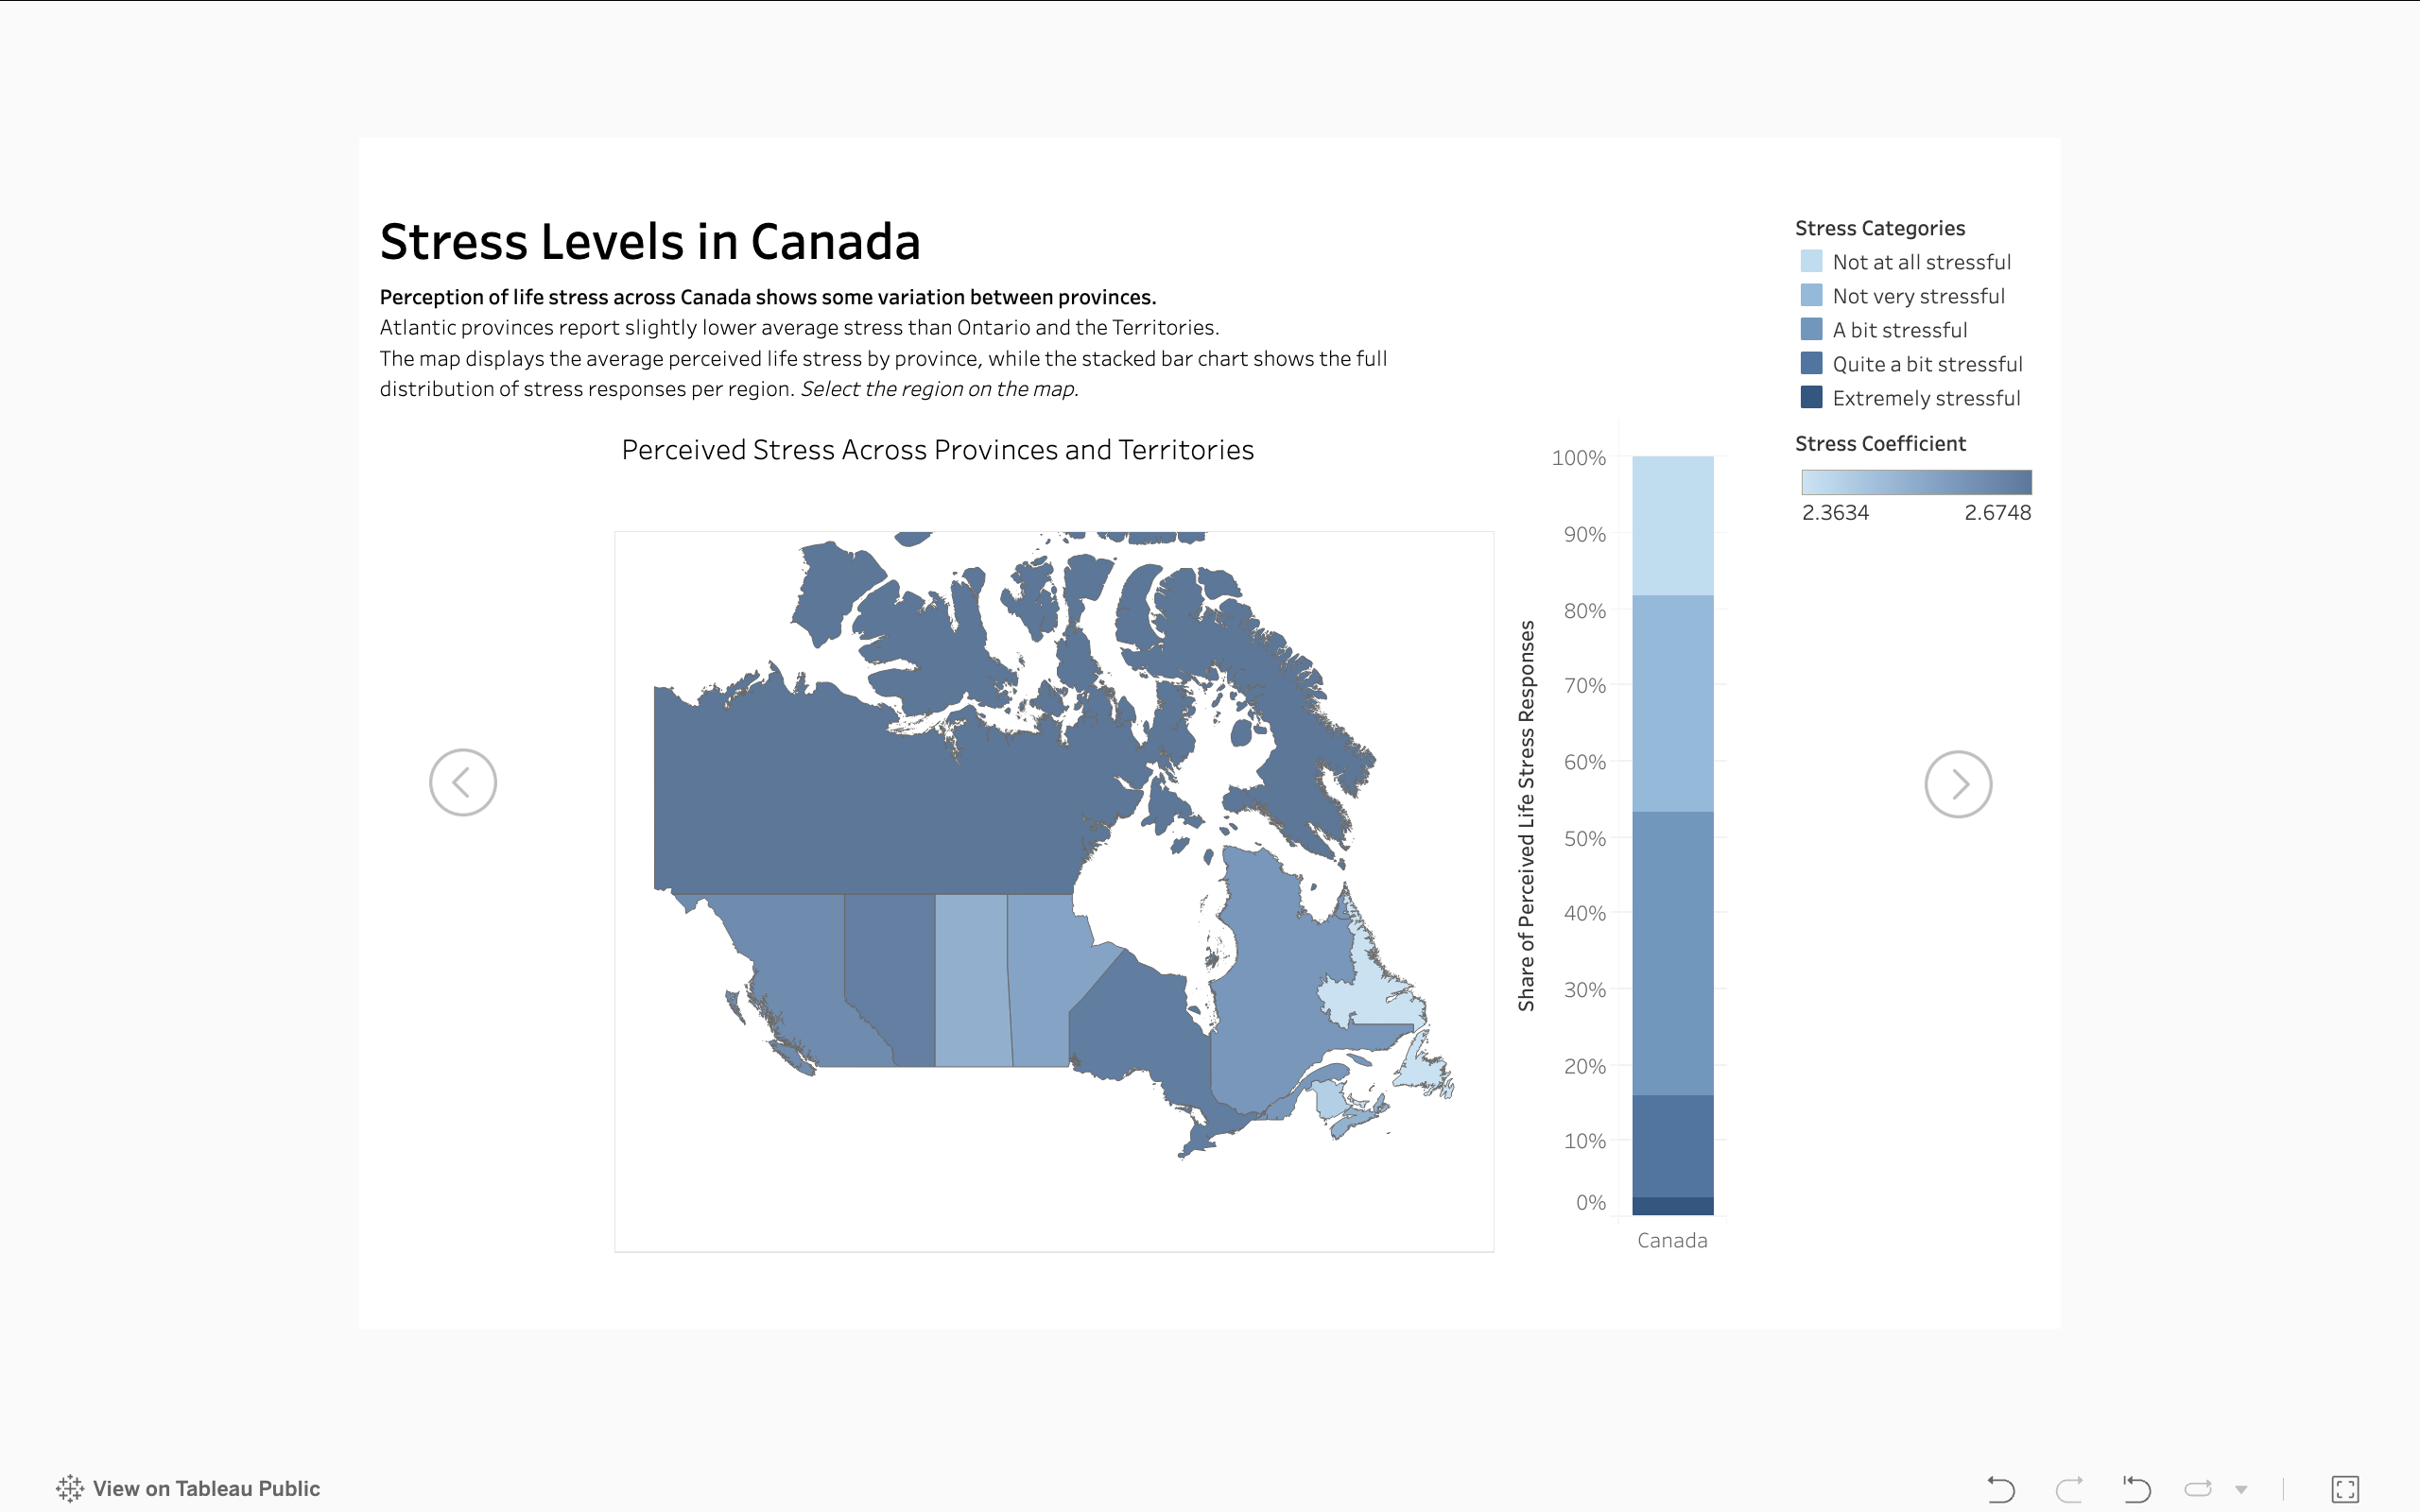 Stress Levels in Canada
Perception of life stress across Canada shows some variation between provinces.
Atlantic provinces report slightly lower average stress than Ontario and the Territories.
The map displays the average perceived life stress by province, while the stacked bar chart shows the full
distribution of stress responses per region. Select the region on the map.
Stress Categories
Not at all stressful
Not very stressful
A bit stressful
Quite a bit stressful
Extremely stressful
Stress Coefficient
2.3634 2.6748
Perceived Stress Across Provinces and Territories
Share of Perceived Life Stress Responses
100%
90%
80%
70%
60%
50%
40%
30%
20%
10%
0%
Canada
View on Tableau Public